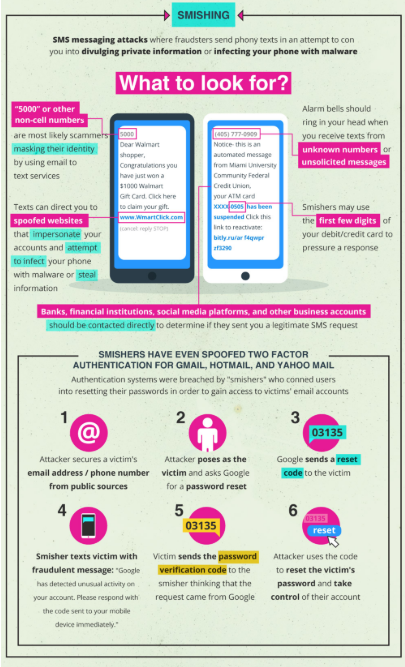 SMISHING
SMS messaging attacks where fraudsters send phony texts in an attempt to con
you into divulging private information or infecting your phone with malware
What to look for?
"5000" or other
non-cell numbers
are most likely scammers
masking their identity
by using email to
text services
Texts can direct you to
spoofed websites
that impersonate your
accounts and attempt
to infect your phone
with malware or steal
information
5000
Dear Walmart
shopper,
Congratulations you
have just won a
$1000 Walmart
Gift Card. Click here
to claim your gift.
www.WmartClick.com
(cancel: reply STOP)
(405) 777-0909
Notice- this is an
automated message
from Miami University
Community Federal
Credit Union,
your ATM card
XXXX0505 has been
suspended Click this
link to reactivate:
bitly.ru/ar f4qwpr
zf3290
Alarm bells should
ring in your head when
you receive texts from
unknown numbers or
unsolicited messages
Smishers may use
the first few digits of
your debit/credit card to
pressure a response
Banks, financial institutions, social media platforms, and other business accounts
should be contacted directly to determine if they sent you a legitimate SMS request
SMISHERS HAVE EVEN SPOOFED TWO FACTOR
AUTHENTICATION FOR GMAIL, HOTMAIL, AND YAHOO MAIL
Authentication systems were breached by "smishers" who conned users
into resetting their passwords in order to gain access to victims' email accounts
1
@
Attacker secures a victim's
email address / phone number
from public sources
2
Attacker poses as the
victim and asks Google
for a password reset
3
03135
Google sends a reset
code to the victim
4
Smisher texts victim with
fraudulent message: "Google
has detected unusual activity on
your account. Please respond with
the code sent to your mobile
device immediately."
5
03135
Victim sends the password
verification code to the
smisher thinking that the
request came from Google
6
03135
reset
Attacker uses the code
to reset the victim's
password and take
control of their account